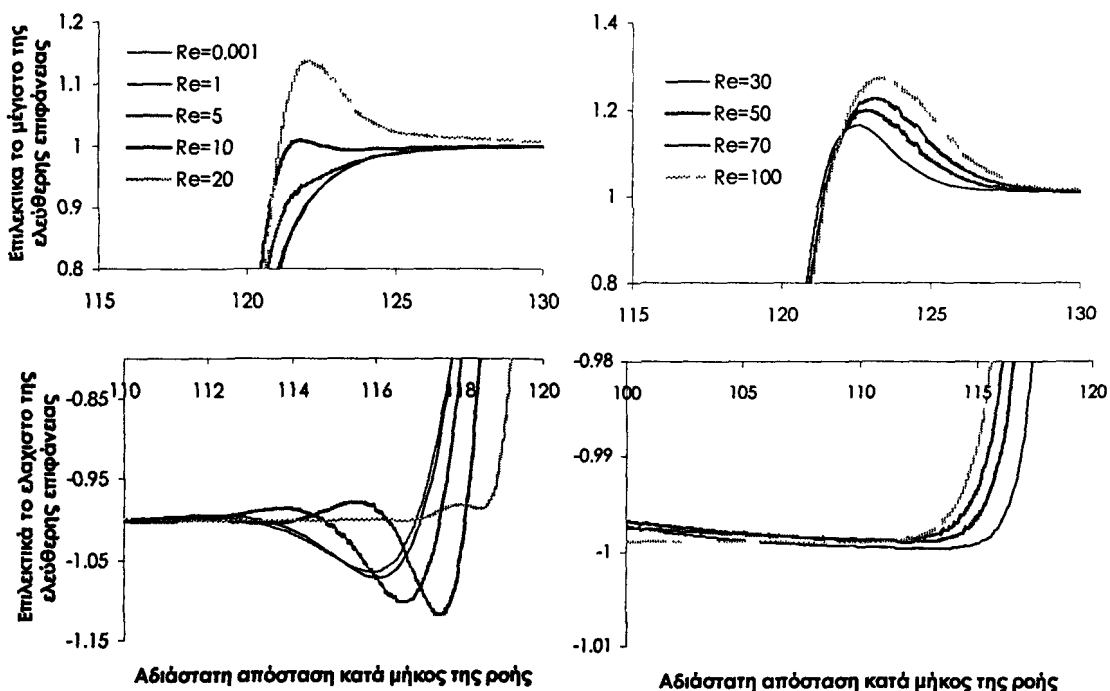 Επιλεκτικα το μέγιστο της
ελεύθερης επιφάνειας
1.2
1.1
1
0.9
0.8
115
120
125
130
Re=0,001
Re=1
Re=5
Re=10
Re=20
1.4
1.2
1
0.8
115
120
125
130
Re=30
Re=50
Re=70
Re=100
Επιλεκτικά το ελαχιστο της
ελεύθερης επιφάνειας
110
112
114
116
118
120
-0.85
-0.95
-1.05
-1.15
-0.98
100
105
110
115
120
-0.99
-1
-1.01
Αδιάστατη απόσταση κατά μήκος της ροής
Αδιάστατη απόσταση κατά μήκος της ροής